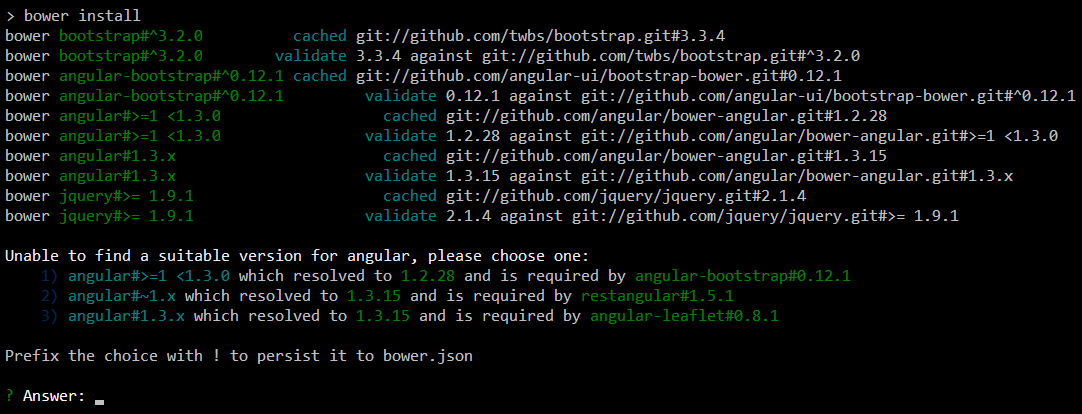 > bower install
bower bootstrap#^3.2.0 cached git://github.com/twbs/bootstrap.git#3.3.4
bower bootstrap#^3.2.0 validate 3.3.4 against git://github.com/twbs/bootstrap.git#^3.2.0
bower angular-bootstrap#^0.12.1 cached git://github.com/angular-ui/bootstrap-bower.git#0.12.1
bower angular-bootstrap#^0.12.1 validate 0.12.1 against git://github.com/angular-ui/bootstrap-bower.git#^0.12.1
bower angular#>=1 <1.3.0 cached git://github.com/angular/bower-angular.git#1.2.28
bower angular#>=1 <1.3.0 validate 1.2.28 against git://github.com/angular/bower-angular.git#>=1 <1.3.0
bower angular#1.3.x cached git://github.com/angular/bower-angular.git#1.3.15
bower angular#1.3.x validate 1.3.15 against git://github.com/angular/bower-angular.git#1.3.x
bower jquery#>= 1.9.1 cached git://github.com/jquery/jquery.git#2.1.4
bower jquery#>= 1.9.1 validate 2.1.4 against git://github.com/jquery/jquery.git#>= 1.9.1
Unable to find a suitable version for angular, please choose one:
1) angular#>=1 <1.3.0 which resolved to 1.2.28 and is required by angular-bootstrap#0.12.1
2) angular#~1.x which resolved to 1.3.15 and is required by restangular#1.5.1
3) angular#1.3.x which resolved to 1.3.15 and is required by angular-leaflet#0.8.1
Prefix the choice with ! to persist it to bower.json
? Answer: _